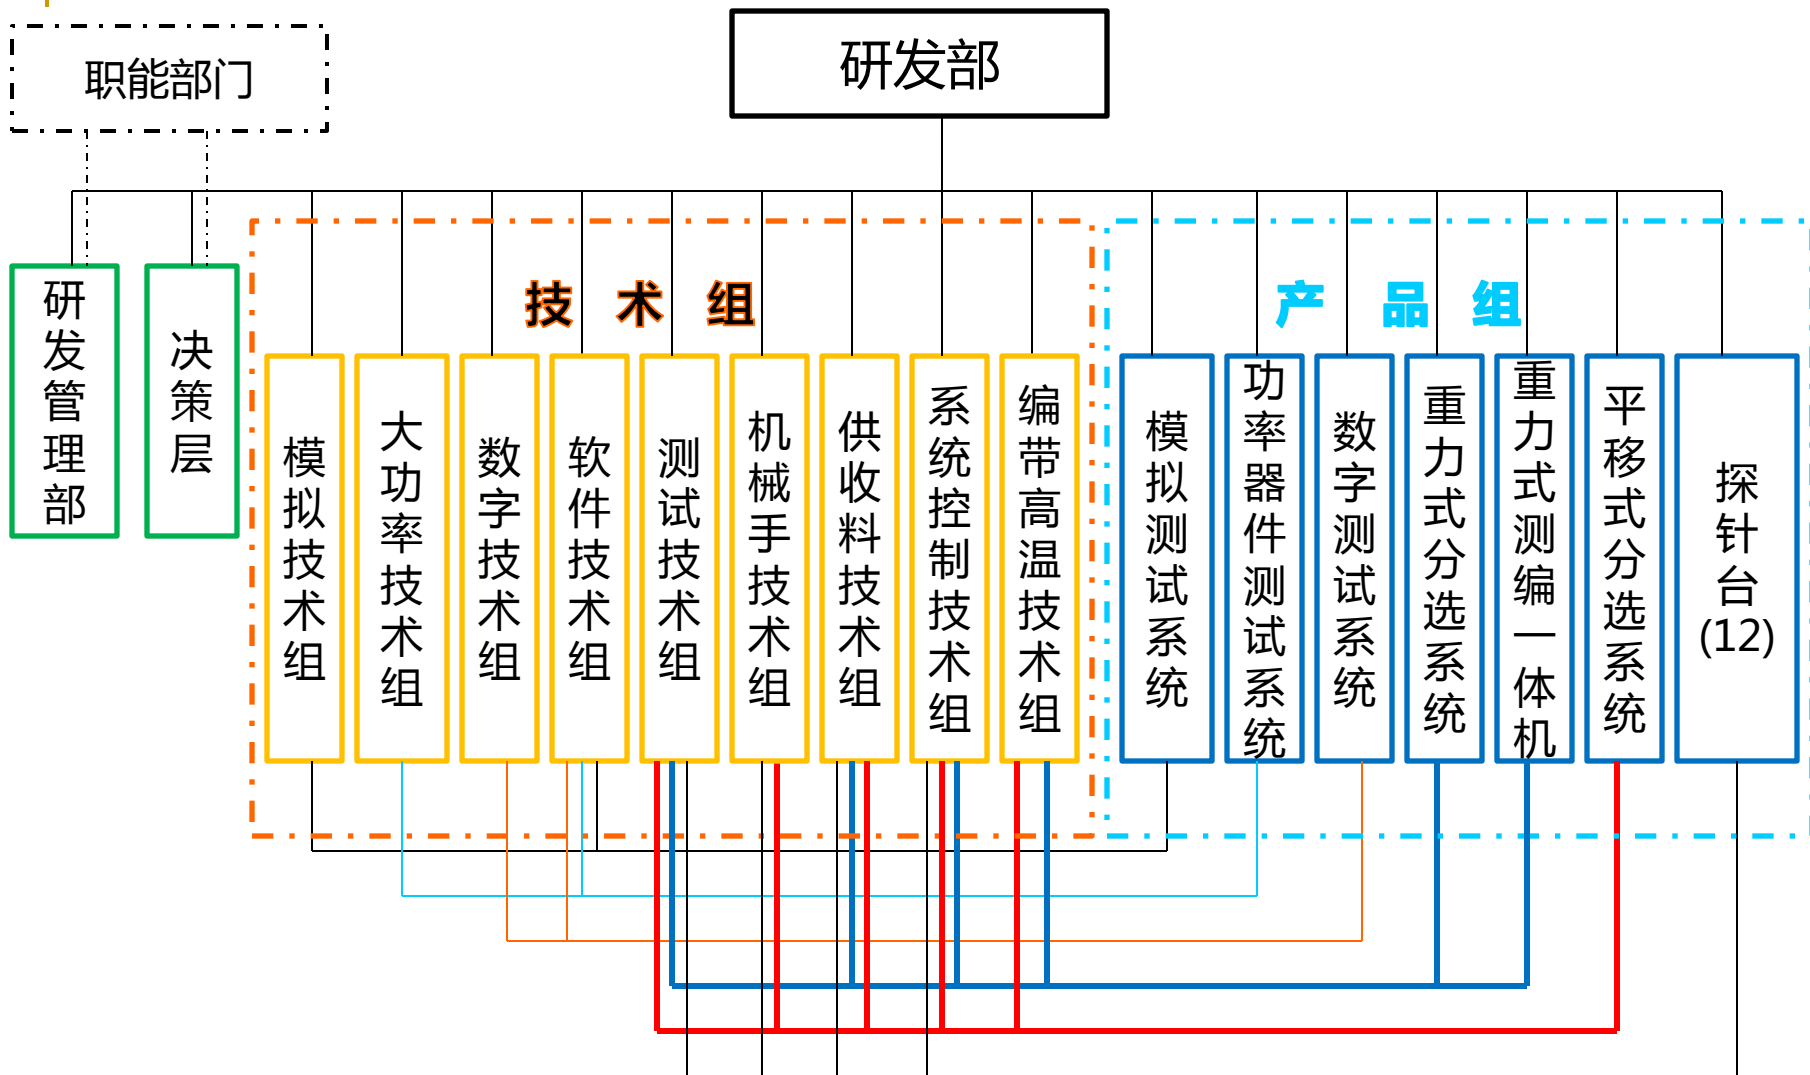 职能部门
研发部
研发管理部
决策层
技术组
产品组
模拟技术组
大功率技术组
数字技术组
软件技术组
测试技术组
机械手技术组
供收料技术组
系统控制技术组
编带高温技术组
模拟测试系统
功率器件测试系统
数字测试系统
重力式分选系统
重力式测编一体机
平移式分选系统
探针台(12)